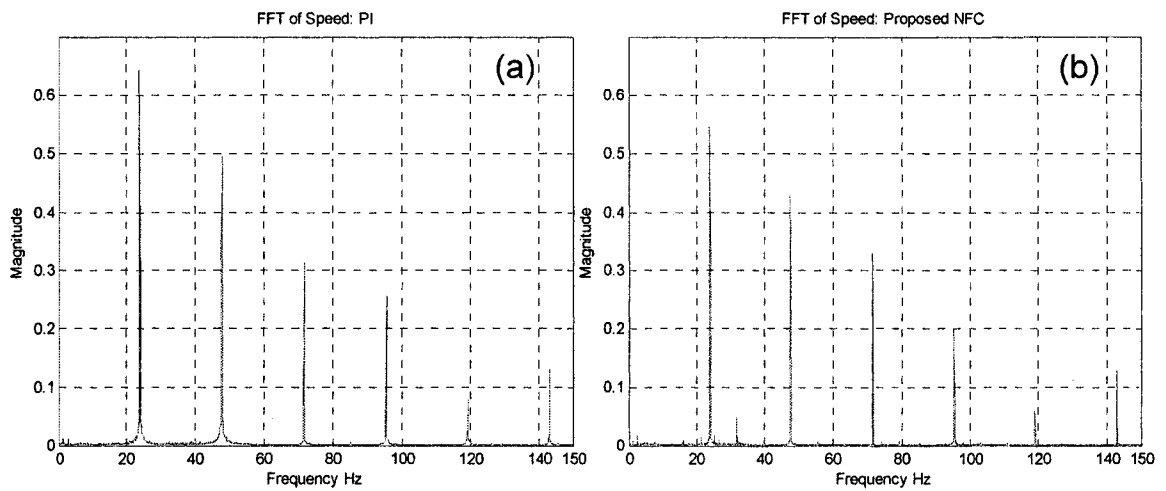 FFT of Speed: PI
(a)
0.6
0.5
0.4
0.3
0.2
0.1
0
Magnitude
0 20 40 60 80 100 120 140 150
Frequency Hz
FFT of Speed: Proposed NFC
(b)
0.6
0.5
0.4
0.3
0.2
0.1
0
Magnitude
0 20 40 60 80 100 120 140 150
Frequency Hz